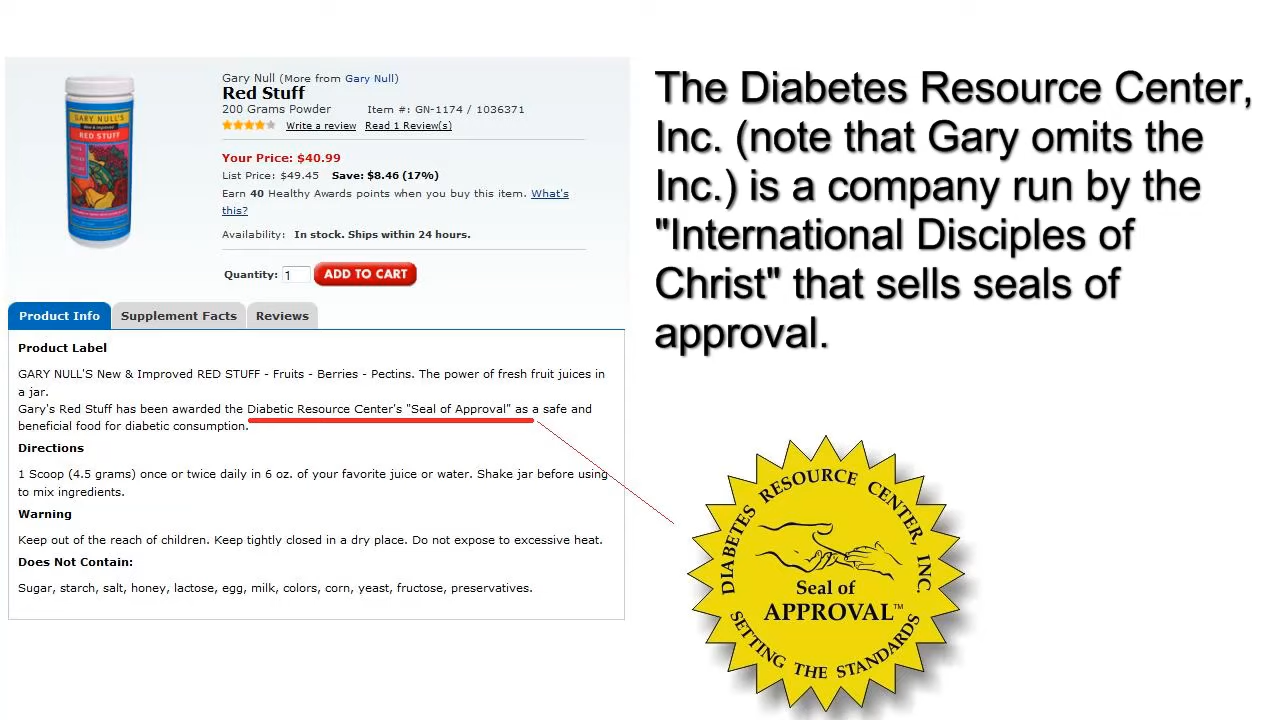 Gary Null (More from Gary Null)
Red Stuff
200 Grams Powder Item #: GN-1174 / 1036371
Write a review Read 1 Review(s)
Your Price: $40.99
List Price: $49.45 Save: $8.46 (17%)
Earn 40 Healthy Awards points when you buy this item. What's
this?
Availability: In stock. Ships within 24 hours.
Quantity: 1 ADD TO CART
GARY NULL'S
New & Improved
RED STUFF
Product Info Supplement Facts Reviews
Product Label
GARY NULL'S New & Improved RED STUFF - Fruits - Berries - Pectins. The power of fresh fruit juices in
a jar.
Gary's Red Stuff has been awarded the Diabetic Resource Center's "Seal of Approval" as a safe and
beneficial food for diabetic consumption.
Directions
1 Scoop (4.5 grams) once or twice daily in 6 oz. of your favorite juice or water. Shake jar before using
to mix ingredients.
Warning
Keep out of the reach of children. Keep tightly closed in a dry place. Do not expose to excessive heat.
Does Not Contain:
Sugar, starch, salt, honey, lactose, egg, milk, colors, corn, yeast, fructose, preservatives.
The Diabetes Resource Center,
Inc. (note that Gary omits the
Inc.) is a company run by the
"International Disciples of
Christ" that sells seals of
approval.
DIABETES RESOURCE CENTER, INC.
Seal of
APPROVAL™
SETTING THE STANDARDS